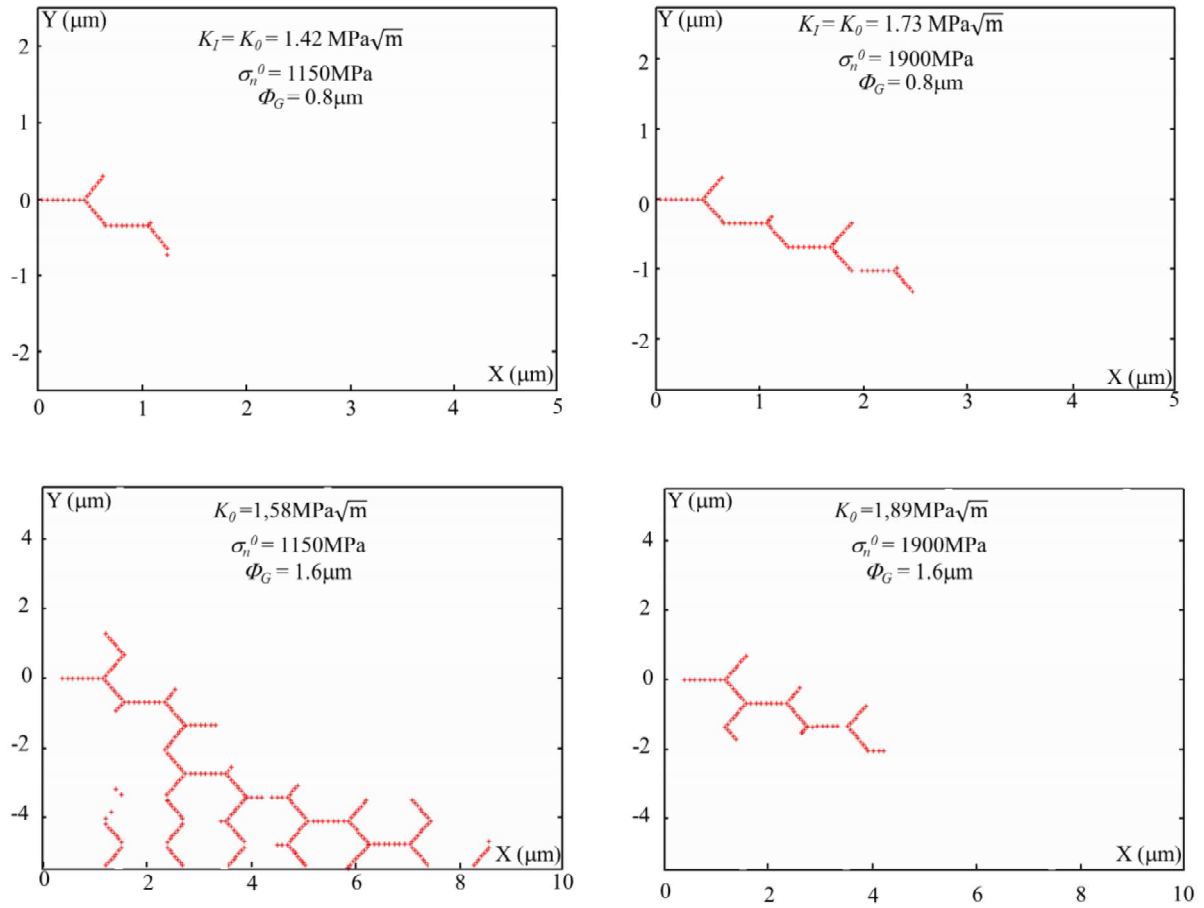 Y (μm)
K_I = K_0 = 1.42 MPa√m
σ_n^0 = 1150MPa
Φ_G = 0.8μm
2
1
0
-1
-2
X (μm)
0 1 2 3 4 5
Y (μm)
K_I = K_0 = 1.73 MPa√m
σ_n^0 = 1900MPa
Φ_G = 0.8μm
2
1
0
-1
-2
X (μm)
0 1 2 3 4 5
Y (μm)
K_0 =1,58MPa√m
σ_n^0 = 1150MPa
Φ_G = 1.6μm
4
2
0
-2
-4
X (μm)
0 2 4 6 8 10
Y (μm)
K_0 =1,89MPa√m
σ_n^0 = 1900MPa
Φ_G = 1.6μm
4
2
0
-2
-4
X (μm)
0 2 4 6 8 10